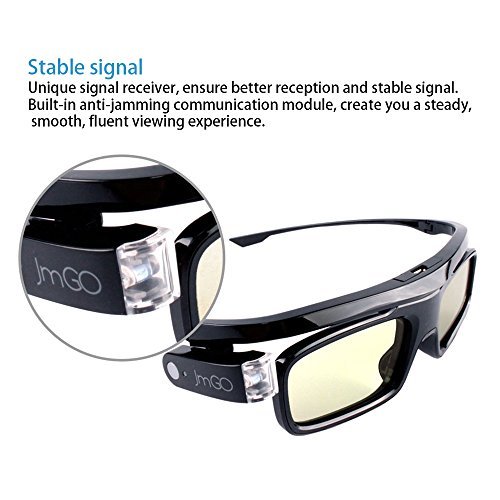 Stable signal
Unique signal receiver, ensure better reception and stable signal.
Built-in anti-jamming communication module, create you a steady,
smooth, fluent viewing experience.
JmGO
JmGO